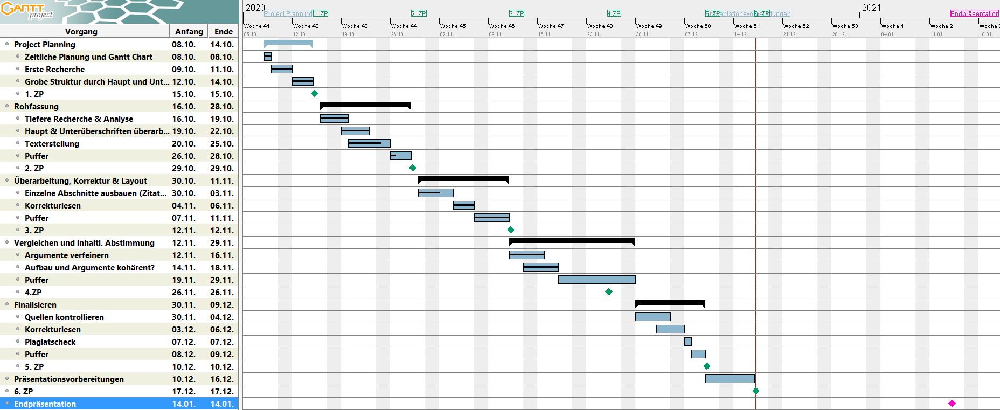 GANTT
project
2020
2021
Project Planning
1. ZP
2. ZP
3. ZP
4.ZP
5. ZP
Präsentationsvorbereitungen
6. ZP
Endpräsentation
Woche 41 Woche 42 Woche 43 Woche 44 Woche 45 Woche 46 Woche 47 Woche 48 Woche 49 Woche 50 Woche 51 Woche 52 Woche 53 Woche 1 Woche 2 Woche
05.10. 12.10. 19.10. 26.10. 02.11. 09.11. 16.11. 23.11. 30.11. 07.12. 14.12. 21.12. 28.12. 04.01. 11.01. 18.01.
Vorgang Anfang Ende
Project Planning 08.10. 14.10.
Zeitliche Planung und Gantt Chart 08.10. 08.10.
Erste Recherche 09.10. 11.10.
Grobe Struktur durch Haupt und Unt... 12.10. 14.10.
1. ZP 15.10. 15.10.
Rohfassung 16.10. 28.10.
Tiefere Recherche & Analyse 16.10. 19.10.
Haupt & Unterüberschriften überarb... 19.10. 22.10.
Texterstellung 20.10. 25.10.
Puffer 26.10. 28.10.
2. ZP 29.10. 29.10.
Überarbeitung, Korrektur & Layout 30.10. 11.11.
Einzelne Abschnitte ausbauen (Zitat... 30.10. 03.11.
Korrekturlesen 04.11. 06.11.
Puffer 07.11. 11.11.
3. ZP 12.11. 12.11.
Vergleichen und inhaltl. Abstimmung 12.11. 29.11.
Argumente verfeinern 12.11. 16.11.
Aufbau und Argumente kohärent? 14.11. 18.11.
Puffer 19.11. 29.11.
4.ZP 26.11. 26.11.
Finalisieren 30.11. 09.12.
Quellen kontrollieren 30.11. 04.12.
Korrekturlesen 03.12. 06.12.
Plagiatscheck 07.12. 07.12.
Puffer 08.12. 09.12.
5. ZP 10.12. 10.12.
Präsentationsvorbereitungen 10.12. 16.12.
6. ZP 17.12. 17.12.
Endpräsentation 14.01. 14.01.